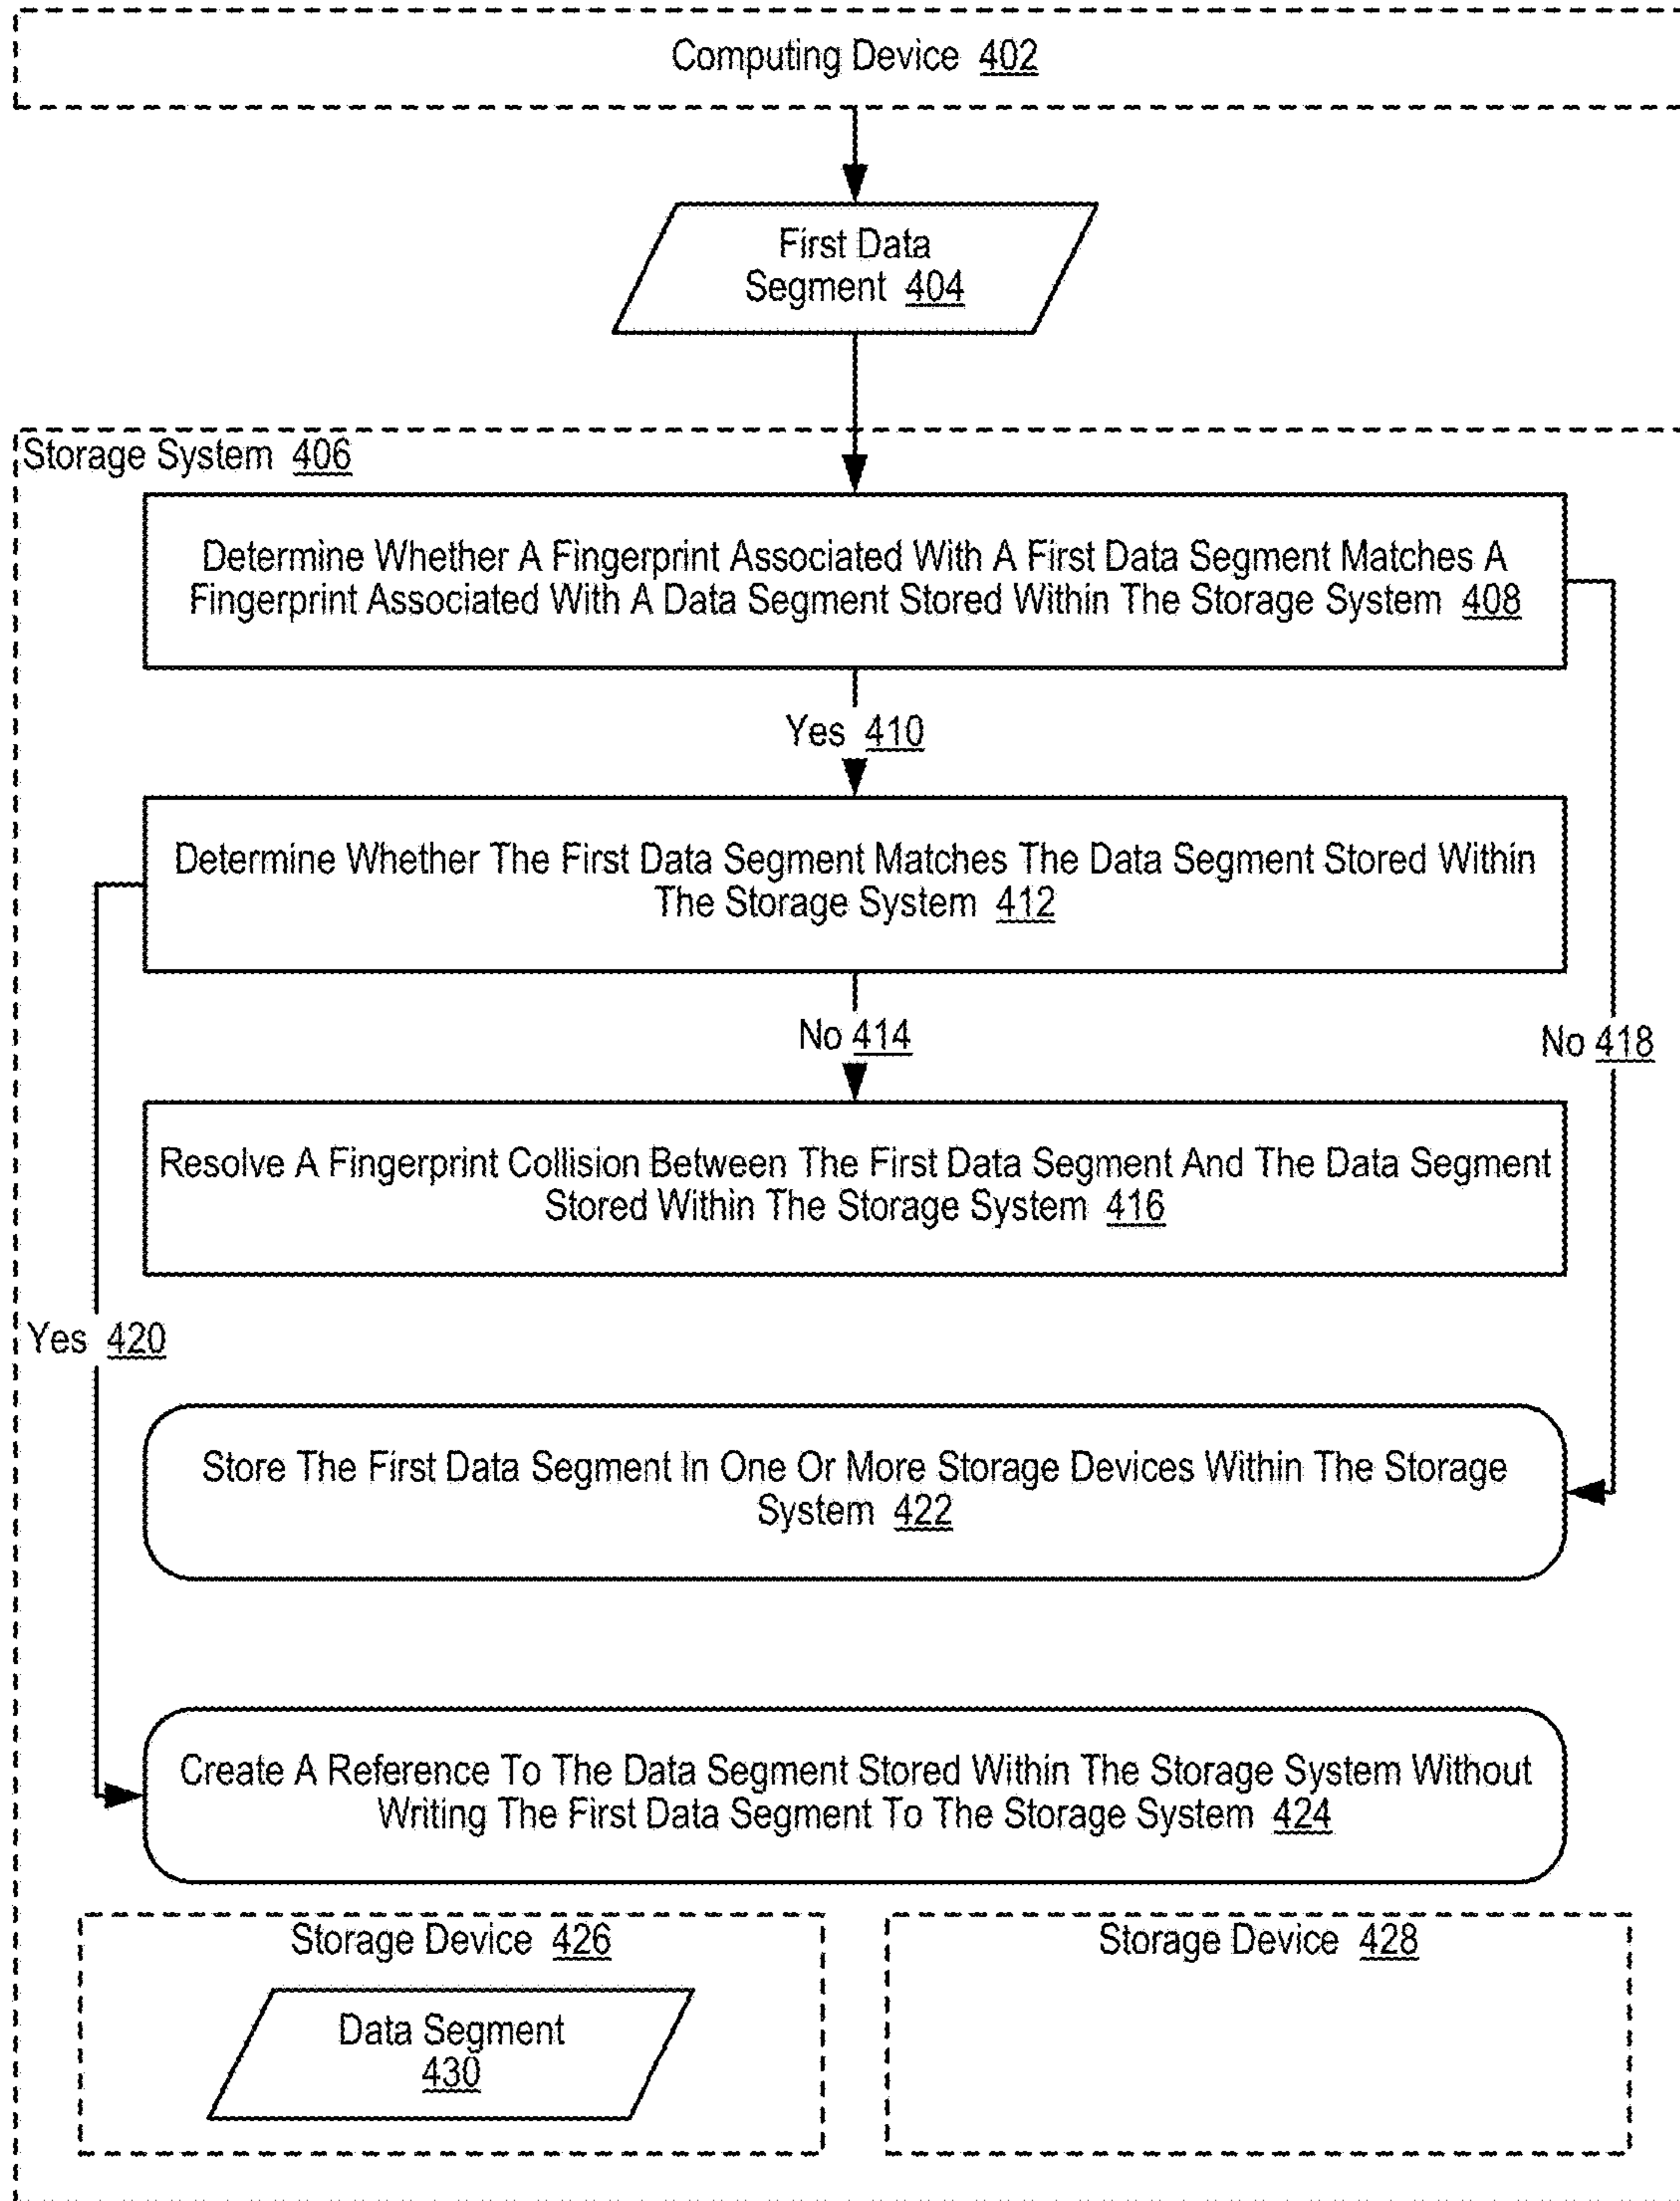 Computing Device 402
First Data
Segment 404
Storage System 406
Determine Whether A Fingerprint Associated With A First Data Segment Matches A
Fingerprint Associated With A Data Segment Stored Within The Storage System 408
Yes 410
Determine Whether The First Data Segment Matches The Data Segment Stored Within
The Storage System 412
No 414
No 418
Resolve A Fingerprint Collision Between The First Data Segment And The Data Segment
Stored Within The Storage System 416
Yes 420
Store The First Data Segment In One Or More Storage Devices Within The Storage
System 422
Create A Reference To The Data Segment Stored Within The Storage System Without
Writing The First Data Segment To The Storage System 424
Storage Device 426
Storage Device 428
Data Segment
430